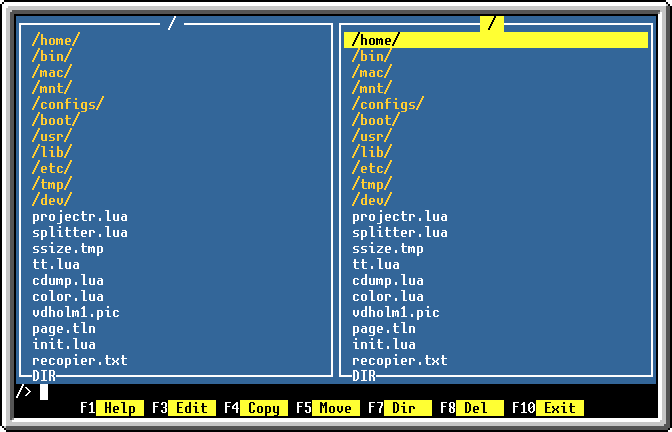 /
/home/
/bin/
/mac/
/mnt/
/configs/
/boot/
/usr/
/lib/
/etc/
/tmp/
/dev/
projectr.lua
splitter.lua
ssize.tmp
tt.lua
cdump.lua
color.lua
vdholm1.pic
page.tln
init.lua
recopier.txt
DIR
/
/home/
/bin/
/mac/
/mnt/
/configs/
/boot/
/usr/
/lib/
/etc/
/tmp/
/dev/
projectr.lua
splitter.lua
ssize.tmp
tt.lua
cdump.lua
color.lua
vdholm1.pic
page.tln
init.lua
recopier.txt
DIR
/>
F1 Help F3 Edit F4 Copy F5 Move F7 Dir F8 Del F10 Exit